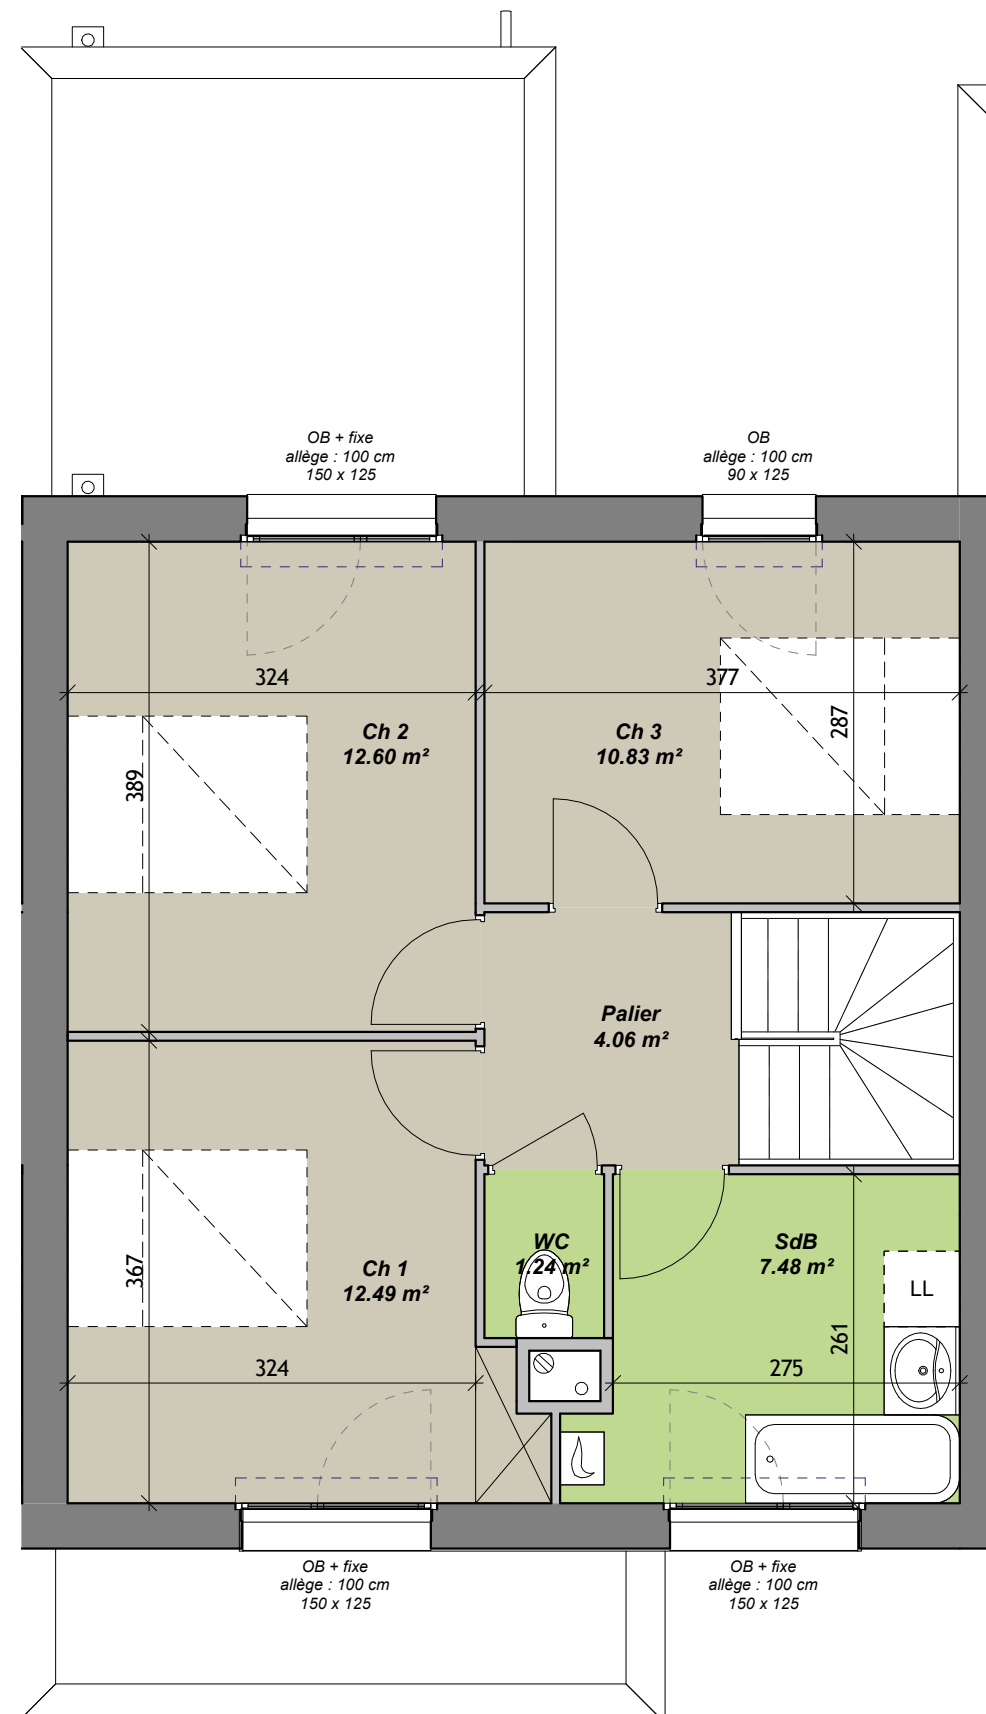 OB + fixe
allège : 100 cm
150 x 125
OB
allège : 100 cm
90 x 125
324
377
Ch 2
12.60 m²
Ch 3
10.83 m²
287
389
Palier
4.06 m²
WC
1.24 m²
SdB
7.48 m²
Ch 1
12.49 m²
367
LL
261
324
275
OB + fixe
allège : 100 cm
150 x 125
OB + fixe
allège : 100 cm
150 x 125